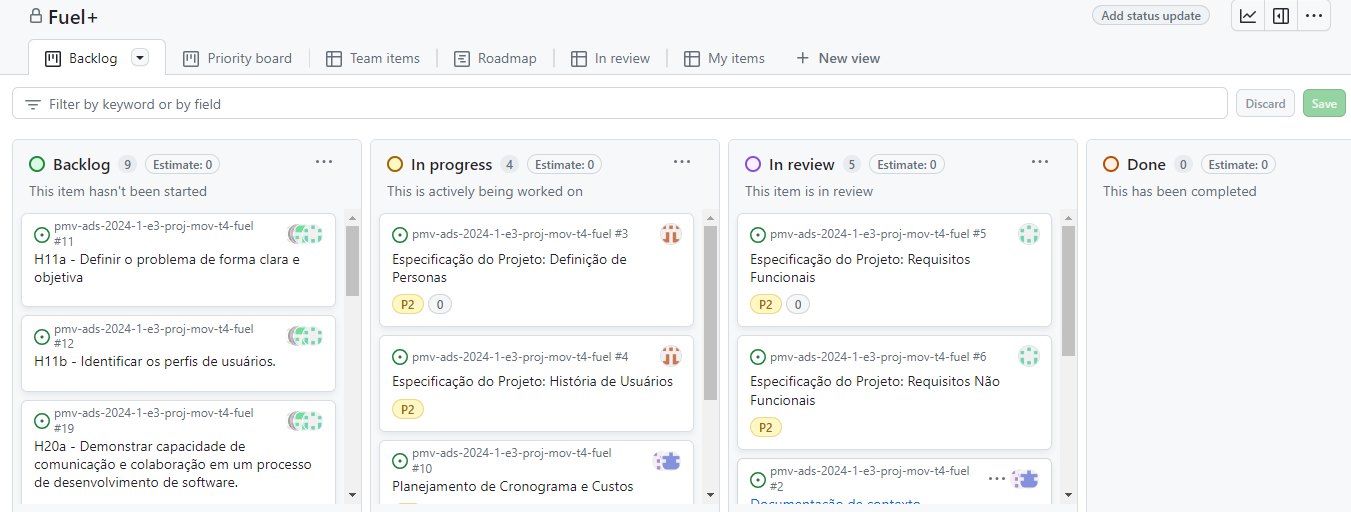 Fuel+
Add status update
Backlog
Priority board
Team items
Roadmap
In review
My items
New view
Filter by keyword or by field
Discard
Save
Backlog 9 Estimate: 0
This item hasn't been started
pmv-ads-2024-1-e3-proj-mov-t4-fuel
#11
H11a - Definir o problema de forma clara e
objetiva
pmv-ads-2024-1-e3-proj-mov-t4-fuel
#12
H11b - Identificar os perfis de usuários.
pmv-ads-2024-1-e3-proj-mov-t4-fuel
#19
H20a - Demonstrar capacidade de
comunicação e colaboração em um processo
de desenvolvimento de software.
In progress 4 Estimate: 0
This is actively being worked on
pmv-ads-2024-1-e3-proj-mov-t4-fuel #3
Especificação do Projeto: Definição de
Personas
P2 0
pmv-ads-2024-1-e3-proj-mov-t4-fuel #4
Especificação do Projeto: História de Usuários
P2
pmv-ads-2024-1-e3-proj-mov-t4-fuel
#10
Planejamento de Cronograma e Custos
In review 5 Estimate: 0
This item is in review
pmv-ads-2024-1-e3-proj-mov-t4-fuel #5
Especificação do Projeto: Requisitos
Funcionais
P2 0
pmv-ads-2024-1-e3-proj-mov-t4-fuel #6
Especificação do Projeto: Requisitos Não
Funcionais
P2
pmv-ads-2024-1-e3-proj-mov-t4-fuel
#2
Documentação de contexto
Done 0 Estimate: 0
This has been completed